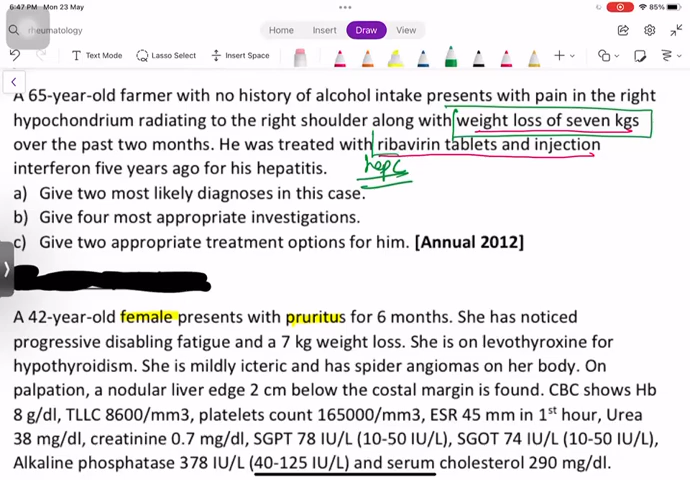 6:47 PM Mon 23 May
85%
rheumatology
Home Insert Draw View
Text Mode Lasso Select Insert Space
A 65-year-old farmer with no history of alcohol intake presents with pain in the right
hypochondrium radiating to the right shoulder along with weight loss of seven kgs
over the past two months. He was treated with ribavirin tablets and injection
interferon five years ago for his hepatitis.
hep C
a) Give two most likely diagnoses in this case.
b) Give four most appropriate investigations.
c) Give two appropriate treatment options for him. [Annual 2012]
A 42-year-old female presents with pruritus for 6 months. She has noticed
progressive disabling fatigue and a 7 kg weight loss. She is on levothyroxine for
hypothyroidism. She is mildly icteric and has spider angiomas on her body. On
palpation, a nodular liver edge 2 cm below the costal margin is found. CBC shows Hb
8 g/dl, TLLC 8600/mm3, platelets count 165000/mm3, ESR 45 mm in 1st hour, Urea
38 mg/dl, creatinine 0.7 mg/dl, SGPT 78 IU/L (10-50 IU/L), SGOT 74 IU/L (10-50 IU/L),
Alkaline phosphatase 378 IU/L (40-125 IU/L) and serum cholesterol 290 mg/dl.